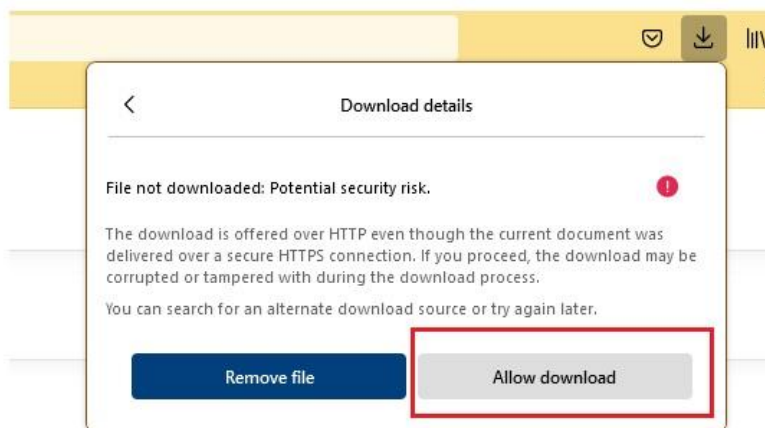 Download details
File not downloaded: Potential security risk.
The download is offered over HTTP even though the current document was
delivered over a secure HTTPS connection. If you proceed, the download may be
corrupted or tampered with during the download process.
You can search for an alternate download source or try again later.
Remove file
Allow download